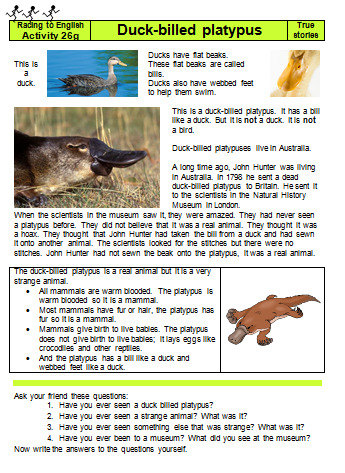 Racing to English
Activity 26g
Duck-billed platypus
True
stories
This is
a
duck.
Ducks have flat beaks.
These flat beaks are called
bills.
Ducks also have webbed feet
to help them swim.
This is a duck-billed platypus. It has a bill
like a duck. But it is not a duck. It is not
a bird.
Duck-billed platypuses live in Australia.
A long time ago, John Hunter was living
in Australia. In 1798 he sent a dead
duck-billed platypus to Britain. He sent it
to the scientists in the Natural History
Museum in London.
When the scientists in the museum saw it, they were amazed. They had never seen
a platypus before. They did not believe that it was a real animal. They thought it was
a hoax. They thought that John Hunter had taken the bill from a duck and had sewn
it onto another animal. The scientists looked for the stitches but there were no
stitches. John Hunter had not sewn the beak onto the platypus, it was a real animal.
The duck-billed platypus is a real animal but it is a very
strange animal.
• All mammals are warm blooded. The platypus is
warm blooded so it is a mammal.
• Most mammals have fur or hair, the platypus has
fur so it is a mammal.
• Mammals give birth to live babies. The platypus
does not give birth to live babies; it lays eggs like
crocodiles and other reptiles.
• And the platypus has a bill like a duck and
webbed feet like a duck.
Ask your friend these questions:
1. Have you ever seen a duck billed platypus?
2. Have you ever seen a strange animal? What was it?
3. Have you ever seen something else that was strange? What was it?
4. Have you ever been to a museum? What did you see at the museum?
Now write the answers to the questions yourself.